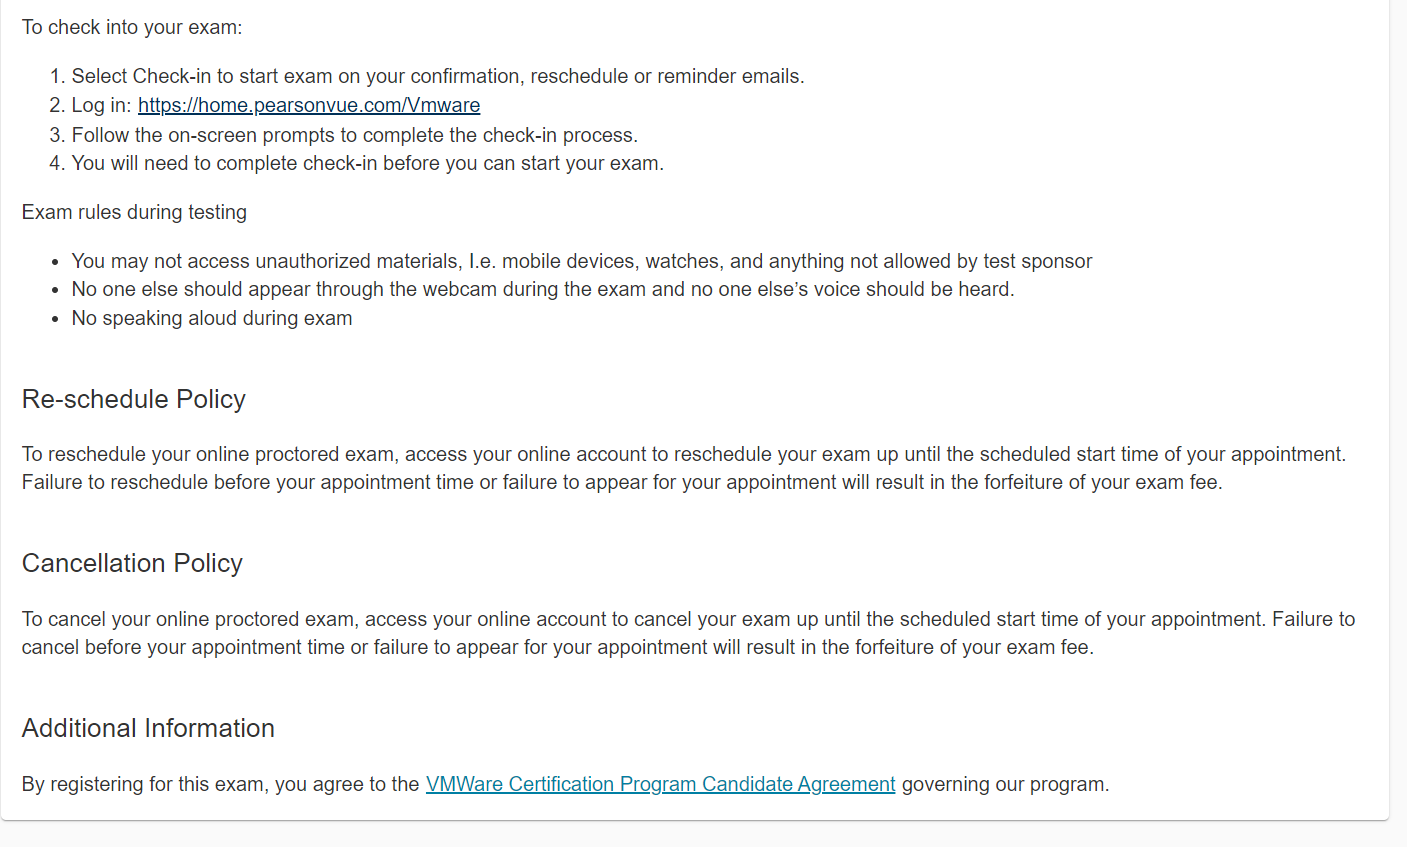 To check into your exam:
1. Select Check-in to start exam on your confirmation, reschedule or reminder emails.
2. Log in: https://home.pearsonvue.com/Vmware
3. Follow the on-screen prompts to complete the check-in process.
4. You will need to complete check-in before you can start your exam.
Exam rules during testing
• You may not access unauthorized materials, I.e. mobile devices, watches, and anything not allowed by test sponsor
• No one else should appear through the webcam during the exam and no one else’s voice should be heard.
• No speaking aloud during exam
Re-schedule Policy
To reschedule your online proctored exam, access your online account to reschedule your exam up until the scheduled start time of your appointment.
Failure to reschedule before your appointment time or failure to appear for your appointment will result in the forfeiture of your exam fee.
Cancellation Policy
To cancel your online proctored exam, access your online account to cancel your exam up until the scheduled start time of your appointment. Failure to
cancel before your appointment time or failure to appear for your appointment will result in the forfeiture of your exam fee.
Additional Information
By registering for this exam, you agree to the VMWare Certification Program Candidate Agreement governing our program.